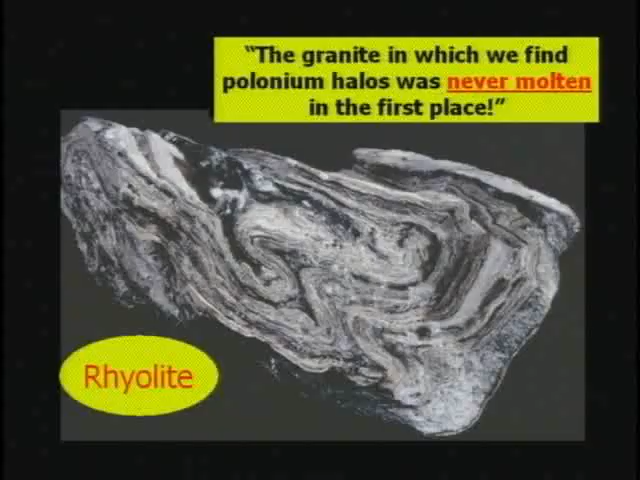 “The granite in which we find
polonium halos was never molten
in the first place!”
Rhyolite